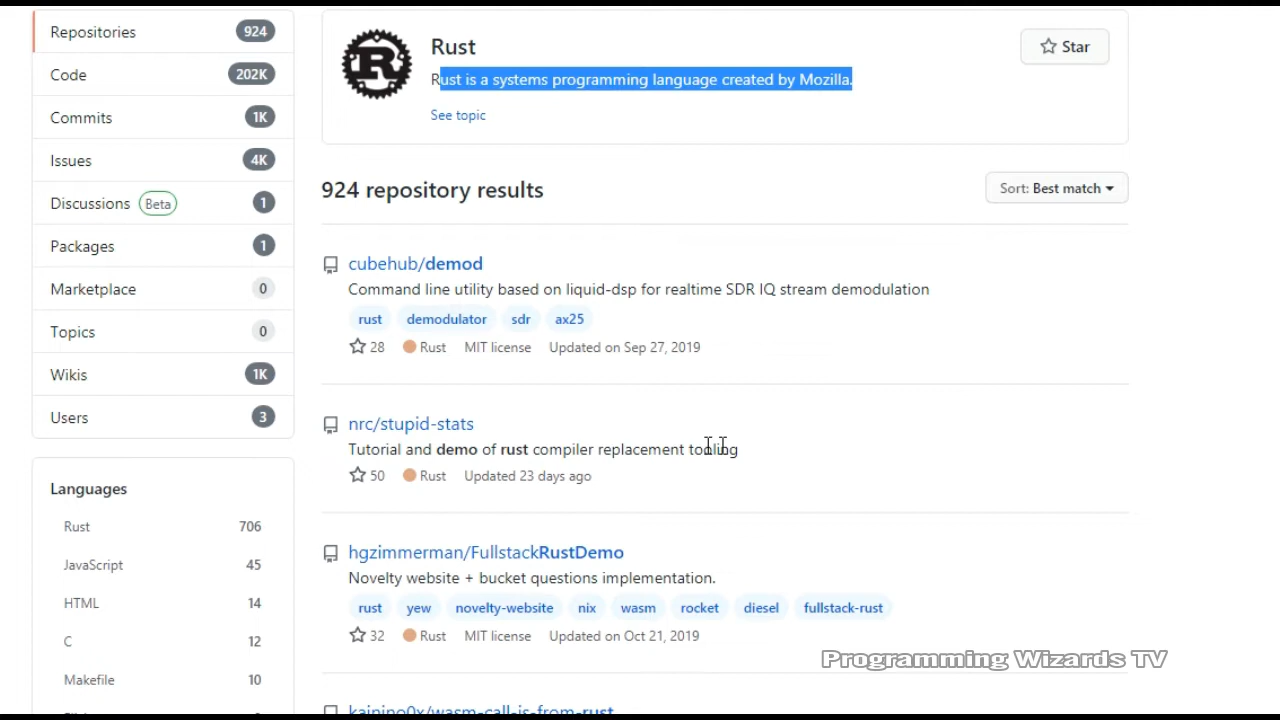 Repositories 924
Code 202K
Commits 1K
Issues 4K
Discussions Beta 1
Packages 1
Marketplace 0
Topics 0
Wikis 1K
Users 3
Languages
Rust 706
JavaScript 45
HTML 14
C 12
Makefile 10
R
Rust
Star
Rust is a systems programming language created by Mozilla.
See topic
924 repository results
Sort: Best match
cubehub/demod
Command line utility based on liquid-dsp for realtime SDR IQ stream demodulation
rust demodulator sdr ax25
28 Rust MIT license Updated on Sep 27, 2019
nrc/stupid-stats
Tutorial and demo of rust compiler replacement tooling
50 Rust Updated 23 days ago
hgzimmerman/FullstackRustDemo
Novelty website + bucket questions implementation.
rust yew novelty-website nix wasm rocket diesel fullstack-rust
32 Rust MIT license Updated on Oct 21, 2019
Programming Wizards TV
kainino0x/wasm-call-js-from-rust